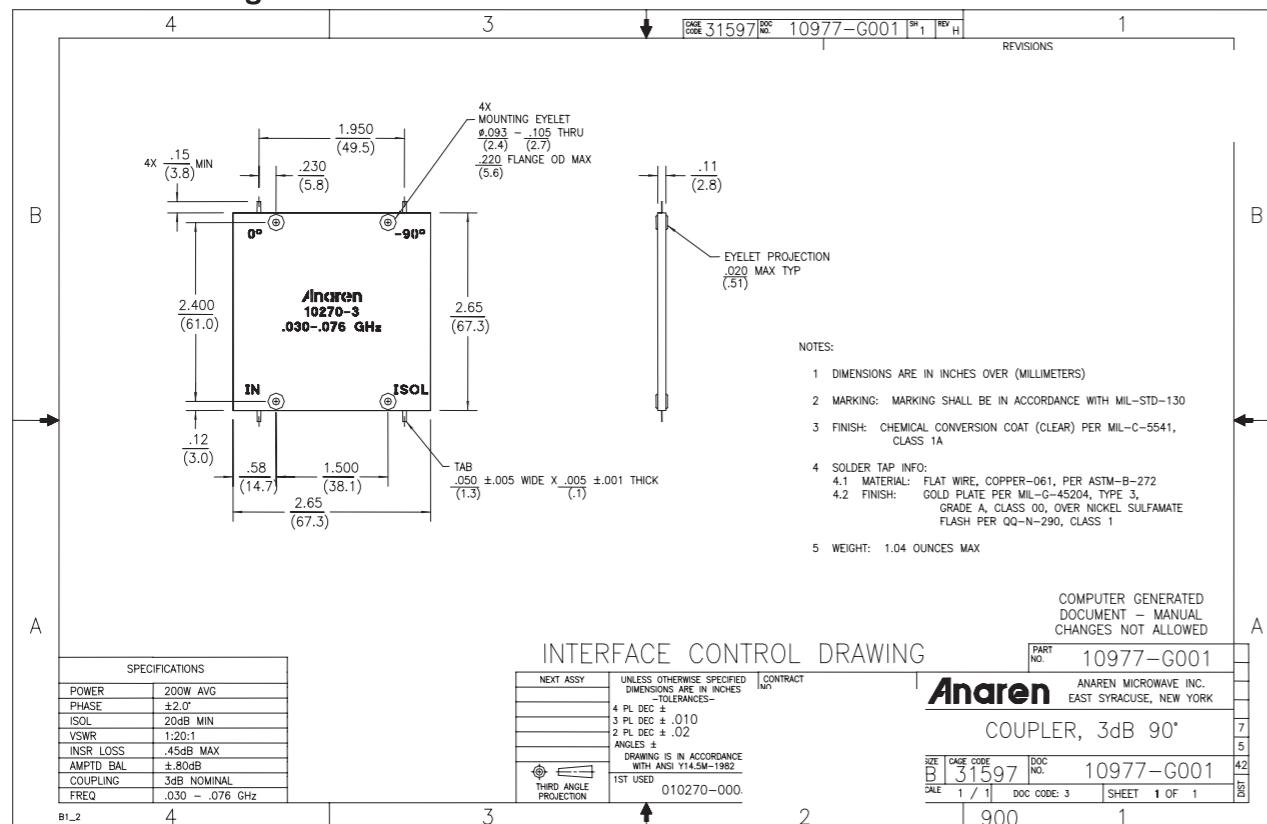 4
3
CAGE CODE 31597 DOC NO. 10977-G001 SH 1 REV H
1
REVISIONS
4X
MOUNTING EYELET
ø.093 - .105 THRU
(2.4) (2.7)
.220 FLANGE OD MAX
(5.6)
1.950
(49.5)
4X .15 MIN
(3.8)
.230
(5.8)
.11
(2.8)
B
B
0°
-90°
EYELET PROJECTION
.020 MAX TYP
(.51)
Anaren
10270-3
.030-.076 GHz
2.400
(61.0)
2.65
(67.3)
IN
ISOL
.12
(3.0)
.58
(14.7)
1.500
(38.1)
2.65
(67.3)
TAB
.050 ±.005 WIDE X .005 ±.001 THICK
(1.3) (.1)
NOTES:
1 DIMENSIONS ARE IN INCHES OVER (MILLIMETERS)
2 MARKING: MARKING SHALL BE IN ACCORDANCE WITH MIL-STD-130
3 FINISH: CHEMICAL CONVERSION COAT (CLEAR) PER MIL-C-5541,
CLASS 1A
4 SOLDER TAP INFO:
4.1 MATERIAL: FLAT WIRE, COPPER-061, PER ASTM-B-272
4.2 FINISH: GOLD PLATE PER MIL-G-45204, TYPE 3,
GRADE A, CLASS 00, OVER NICKEL SULFAMATE
FLASH PER QQ-N-290, CLASS 1
5 WEIGHT: 1.04 OUNCES MAX
COMPUTER GENERATED
DOCUMENT - MANUAL
CHANGES NOT ALLOWED
A
A
INTERFACE CONTROL DRAWING
PART NO. 10977-G001
SPECIFICATIONS
POWER 200W AVG
PHASE ±2.0°
ISOL 20dB MIN
VSWR 1:20:1
INSR LOSS .45dB MAX
AMPTD BAL ±.80dB
COUPLING 3dB NOMINAL
FREQ .030 - .076 GHz
NEXT ASSY
UNLESS OTHERWISE SPECIFIED
DIMENSIONS ARE IN INCHES
-TOLERANCES-
4 PL DEC ±
3 PL DEC ± .010
2 PL DEC ± .02
ANGLES ±
DRAWING IS IN ACCORDANCE
WITH ANSI Y14.5M-1982
THIRD ANGLE
PROJECTION
1ST USED
010270-000
CONTRACT
NO.
Anaren
ANAREN MICROWAVE INC.
EAST SYRACUSE, NEW YORK
COUPLER, 3dB 90°
B CAGE CODE 31597 DOC NO. 10977-G001
1 / 1 DOC CODE: 3 SHEET 1 OF 1
7
5
42
DIST
B1_2
4
3
2
900
1